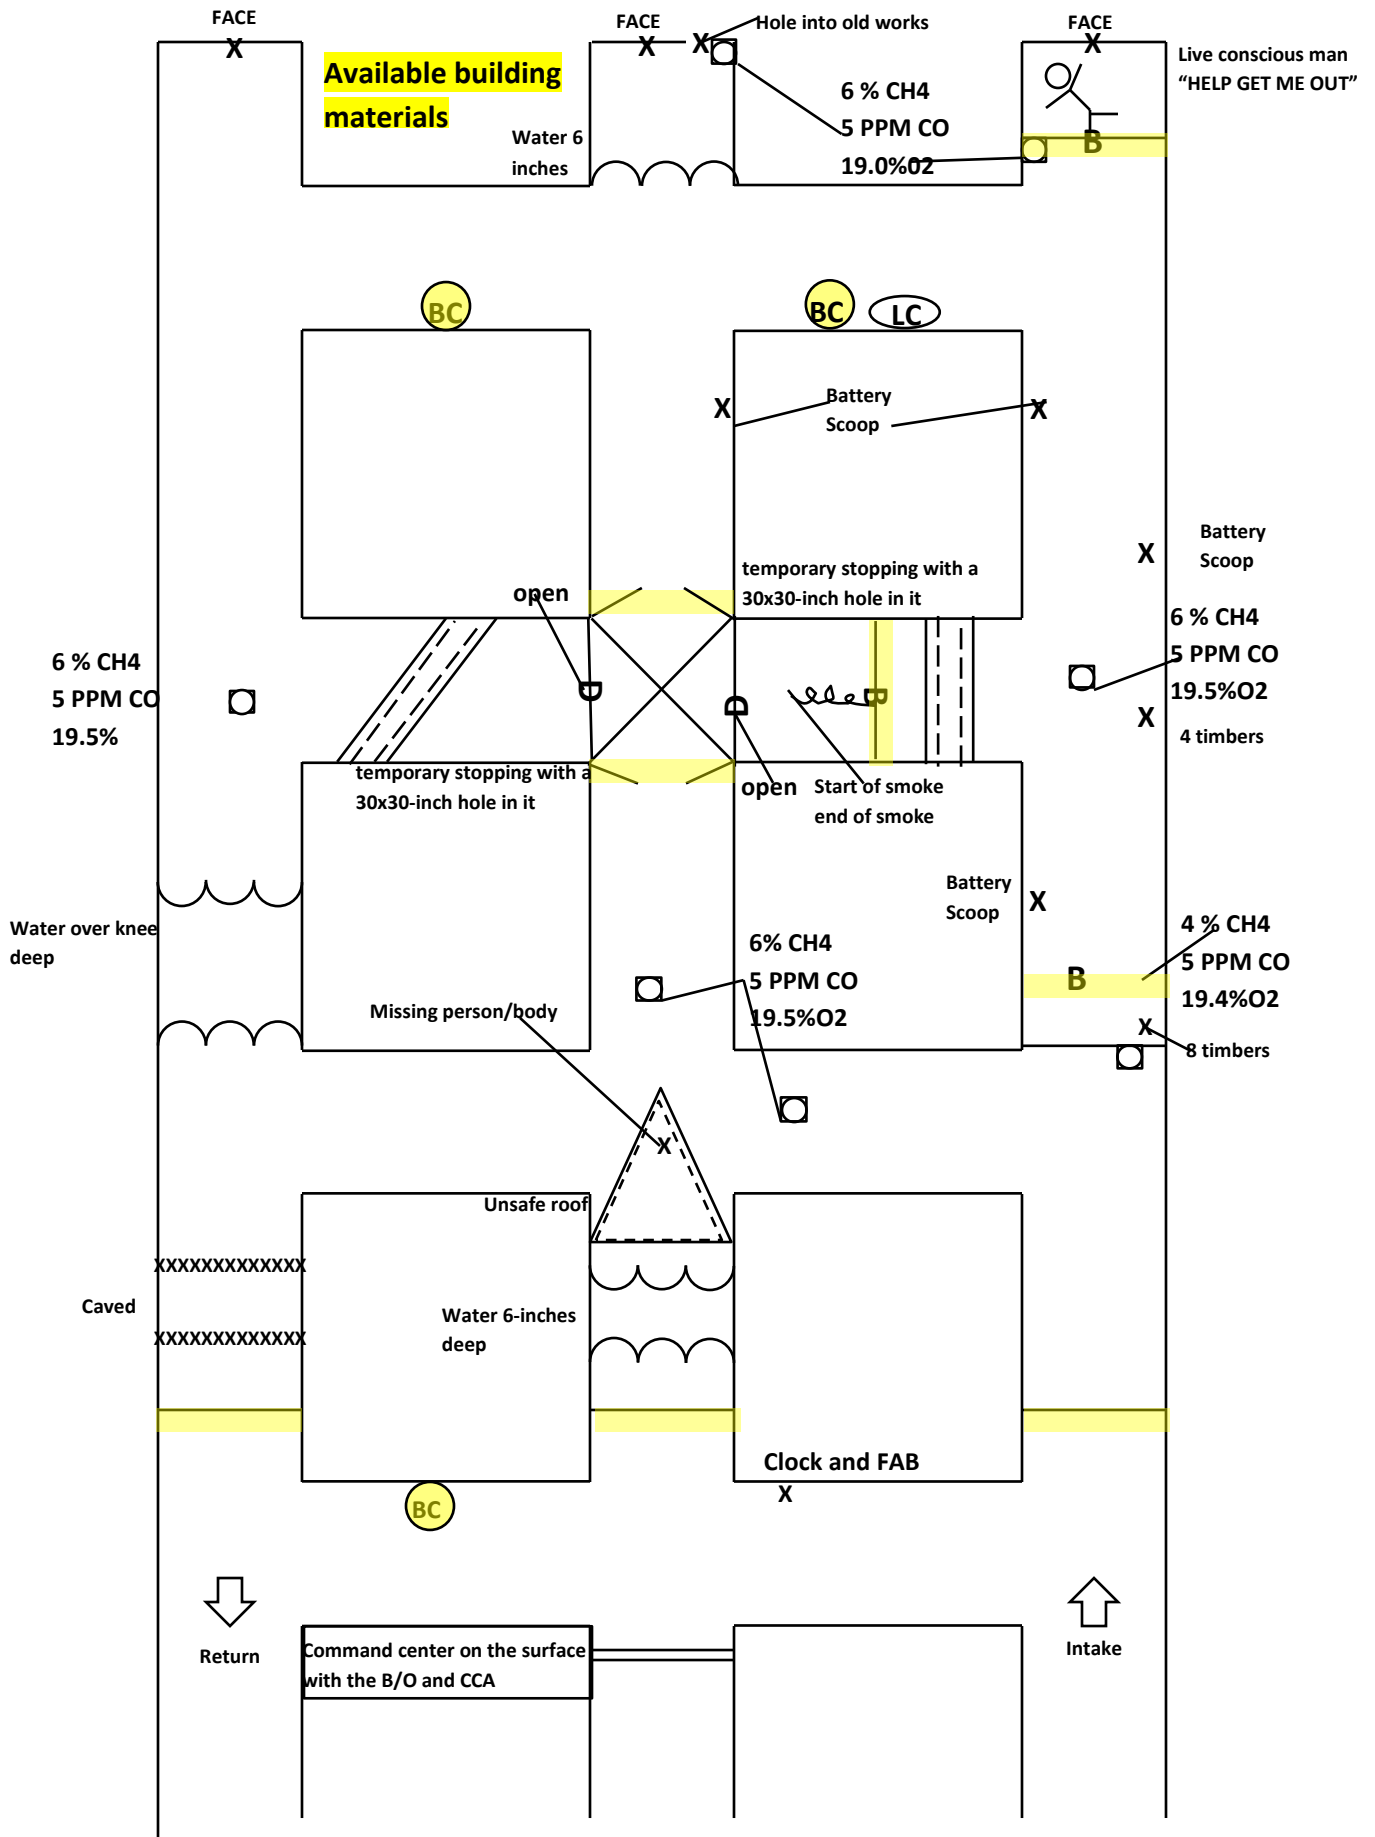 FACE
FACE
Hole into old works
FACE
X
X
X
X
Live conscious man
“HELP GET ME OUT”
Available building
materials
6 % CH4
5 PPM CO
19.0%02
Water 6
inches
B
BC
BC
LC
X
Battery
Scoop
X
X
Battery
Scoop
temporary stopping with a
30x30-inch hole in it
open
6 % CH4
5 PPM CO
19.5%O2
6 % CH4
5 PPM CO
19.5%
D
D
B
X
4 timbers
temporary stopping with a
30x30-inch hole in it
open
Start of smoke
end of smoke
Battery
Scoop
X
Water over knee
deep
6% CH4
5 PPM CO
19.5%O2
B
4 % CH4
5 PPM CO
19.4%O2
Missing person/body
X
8 timbers
X
Unsafe roof
XXXXXXXXXXXXX
Caved
XXXXXXXXXXXXX
Water 6-inches
deep
Clock and FAB
X
BC
Return
Command center on the surface
with the B/O and CCA
Intake